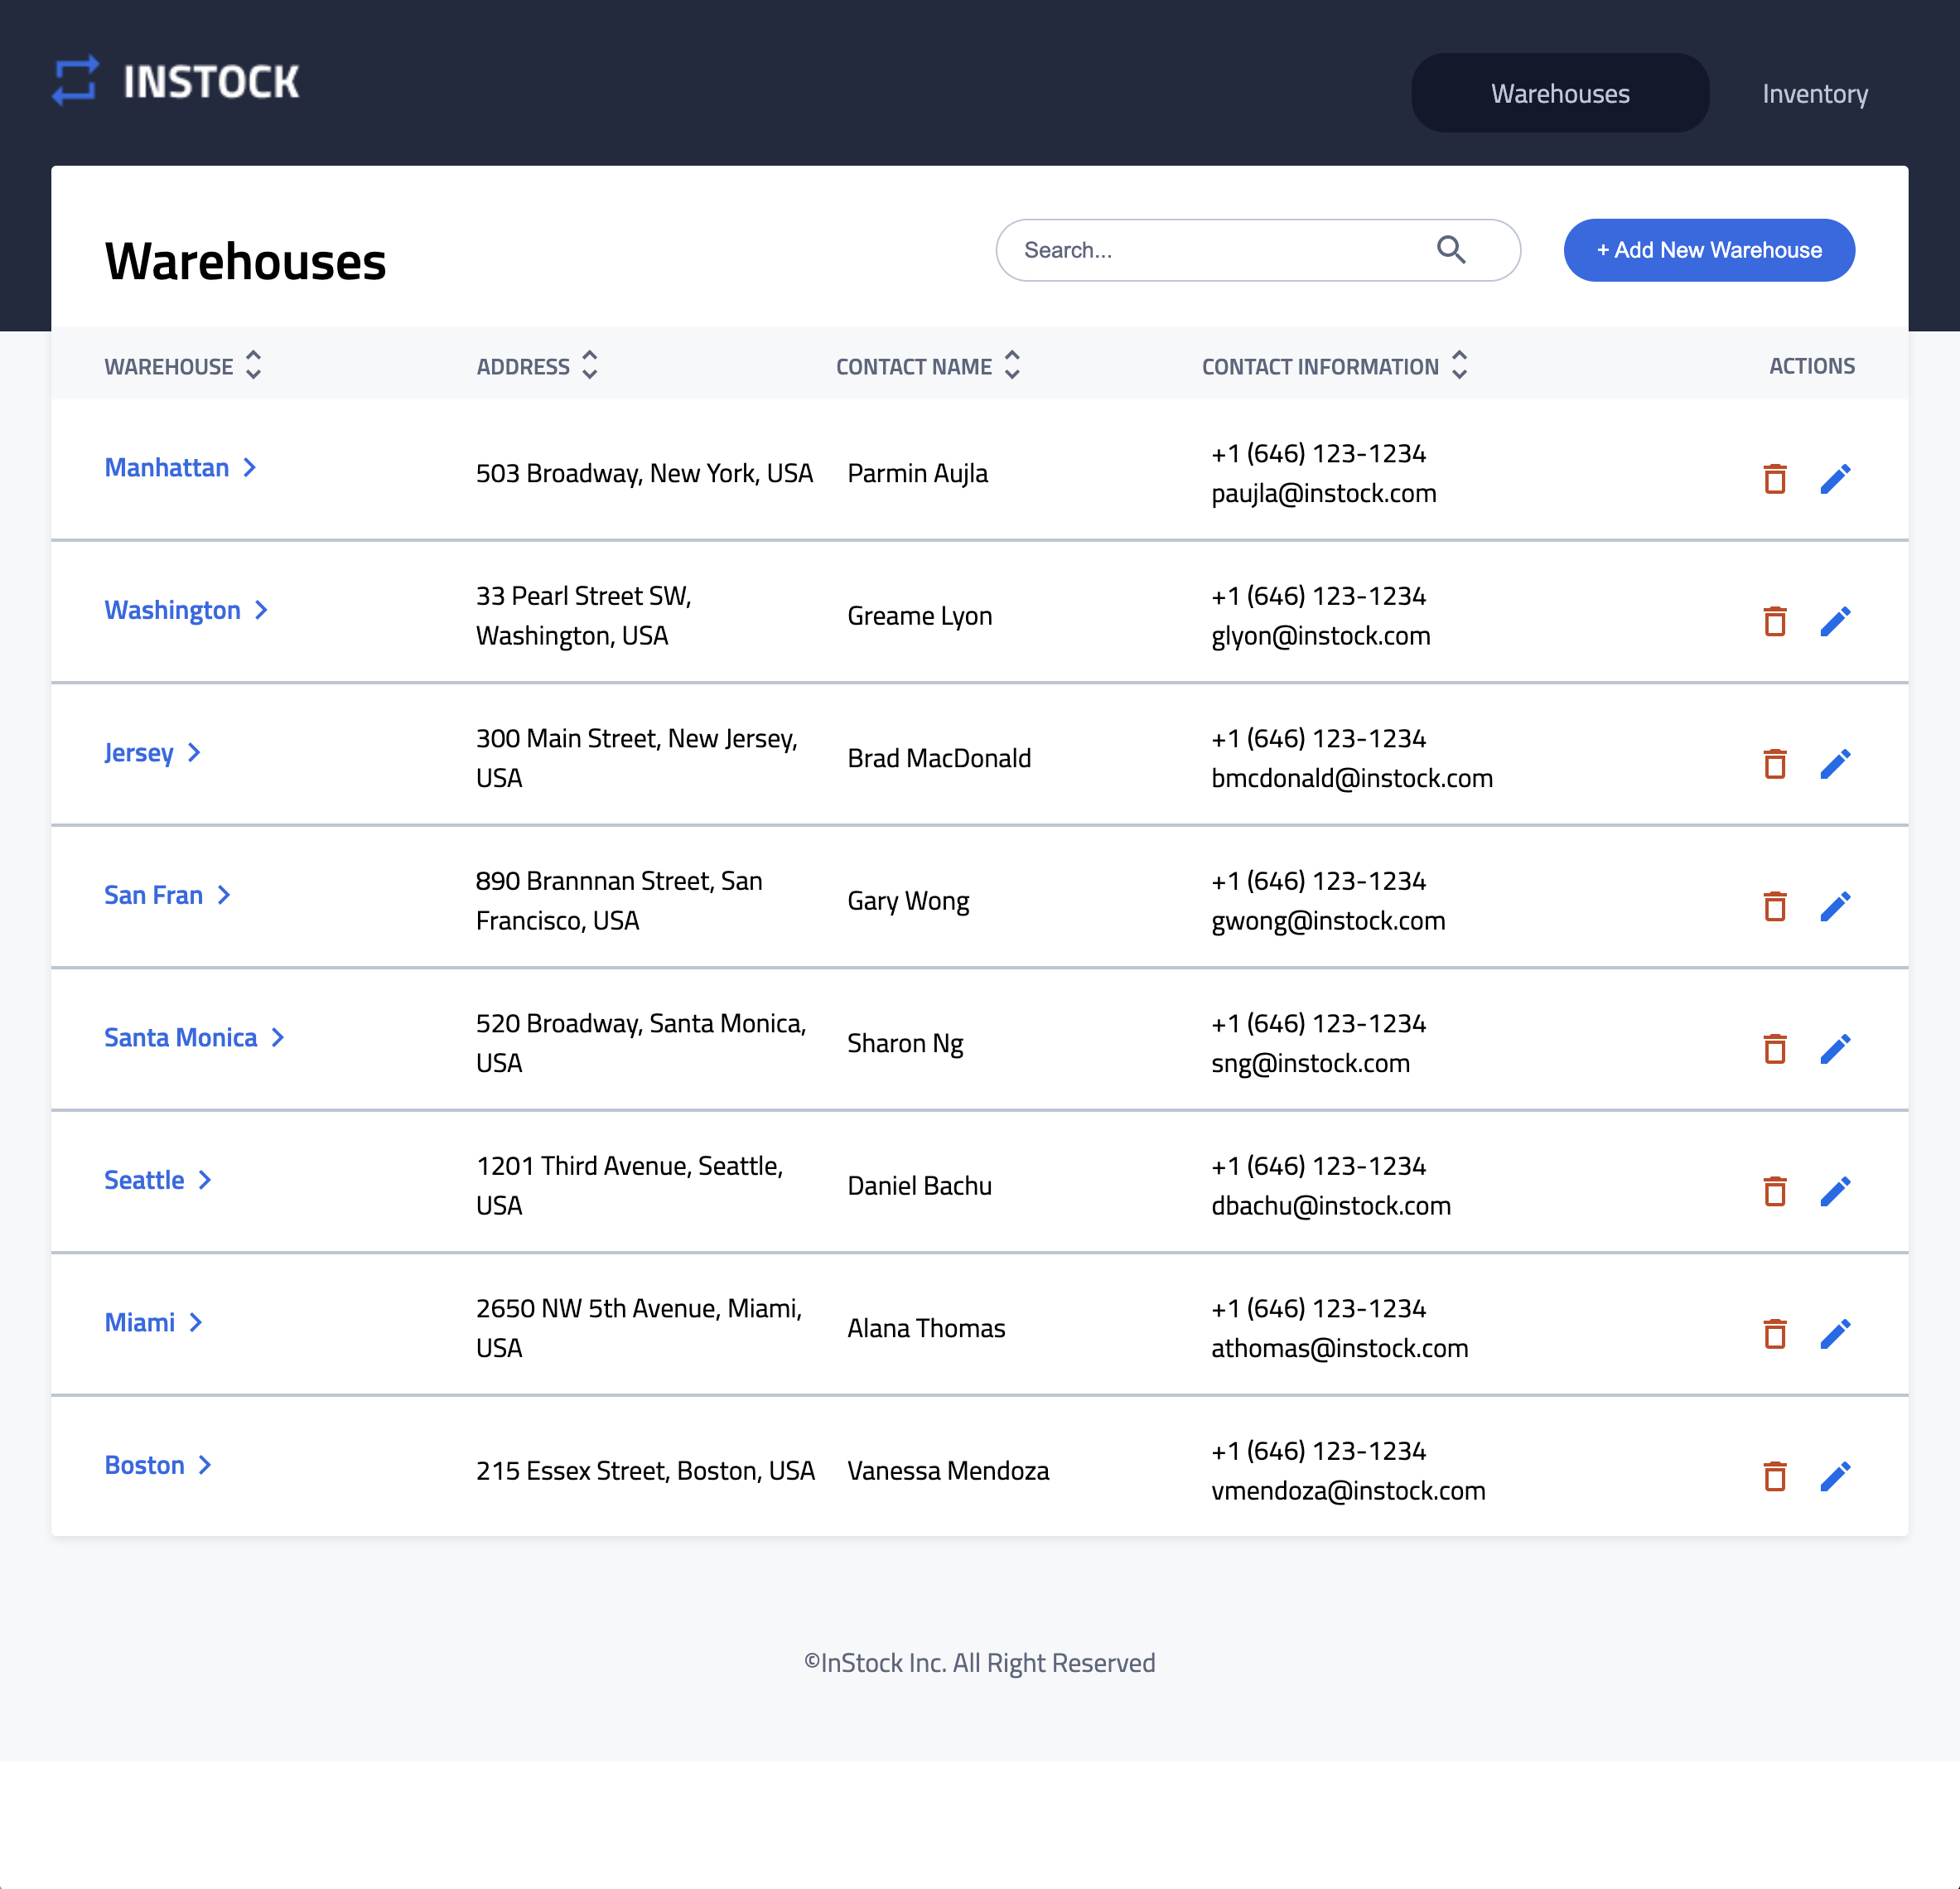 INSTOCK
Warehouses
Inventory
Warehouses
Search...
+ Add New Warehouse
WAREHOUSE
ADDRESS
CONTACT NAME
CONTACT INFORMATION
ACTIONS
Manhattan
503 Broadway, New York, USA
Parmin Aujla
+1 (646) 123-1234
paujla@instock.com
Washington
33 Pearl Street SW,
Washington, USA
Greame Lyon
+1 (646) 123-1234
glyon@instock.com
Jersey
300 Main Street, New Jersey,
USA
Brad MacDonald
+1 (646) 123-1234
bmcdonald@instock.com
San Fran
890 Brannnan Street, San
Francisco, USA
Gary Wong
+1 (646) 123-1234
gwong@instock.com
Santa Monica
520 Broadway, Santa Monica,
USA
Sharon Ng
+1 (646) 123-1234
sng@instock.com
Seattle
1201 Third Avenue, Seattle,
USA
Daniel Bachu
+1 (646) 123-1234
dbachu@instock.com
Miami
2650 NW 5th Avenue, Miami,
USA
Alana Thomas
+1 (646) 123-1234
athomas@instock.com
Boston
215 Essex Street, Boston, USA
Vanessa Mendoza
+1 (646) 123-1234
vmendoza@instock.com
©InStock Inc. All Right Reserved